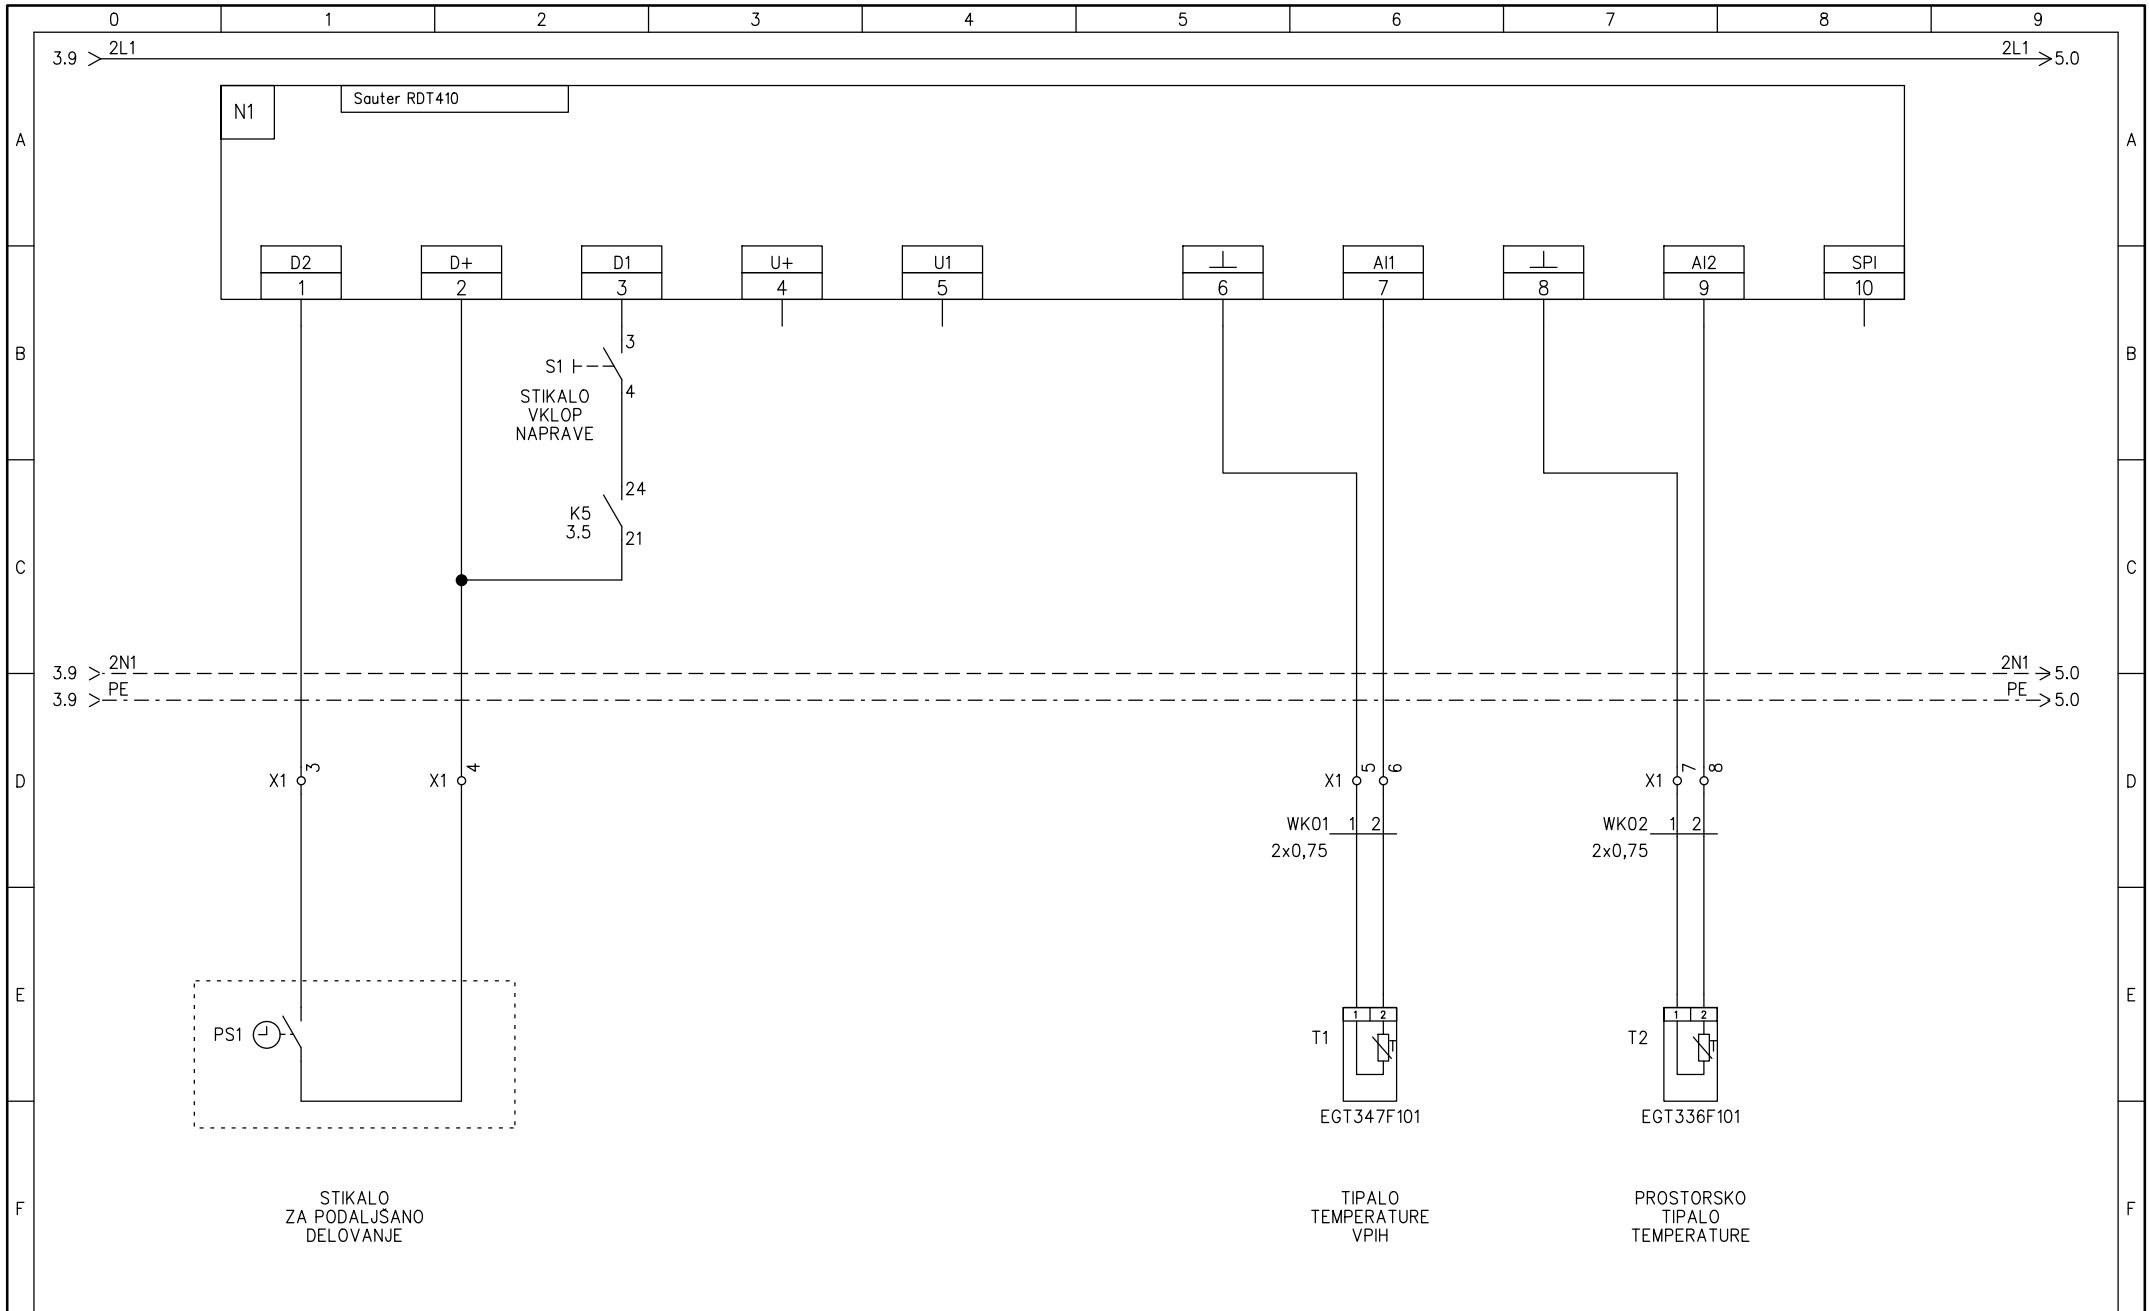 0 1 2 3 4 5 6 7 8 9
3.9 2L1 2L1 5.0
N1 Sauter RDT410
A A
D2 D+ D1 U+ U1 AI1 AI2 SPI
1 2 3 4 5 6 7 8 9 10
3
B B
S1
4
STIKALO
VKLOP
NAPRAVE
24
K5
3.5
21
C C
3.9 2N1 2N1 5.0
3.9 PE PE 5.0
D X1 3 X1 4 X1 5 6 X1 7 8 D
WK01 1 2 WK02 1 2
2x0,75 2x0,75
E E
1 2 1 2
PS1 T1 T2
EGT347F101 EGT336F101
F F
STIKALO
ZA PODALJŠANO
DELOVANJE
TIPALO
TEMPERATURE
VPIH
PROSTORSKO
TIPALO
TEMPERATURE